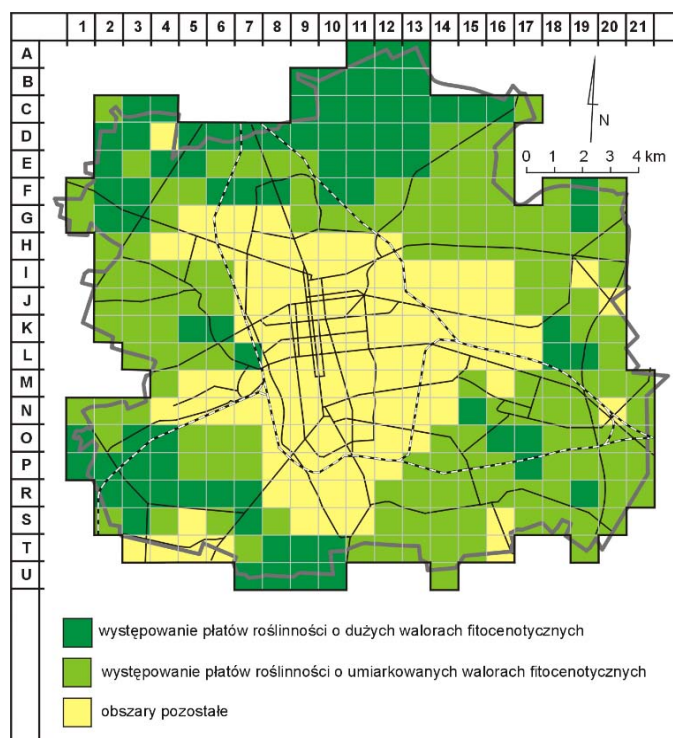 1 2 3 4 5 6 7 8 9 10 11 12 13 14 15 16 17 18 19 20 21
A
B
C
D
E
F
G
H
I
J
K
L
M
N
O
P
R
S
T
U
N
0 1 2 3 4 km
występowanie płatów roślinności o dużych walorach fitocenotycznych
występowanie płatów roślinności o umiarkowanych walorach fitocenotycznych
obszary pozostałe